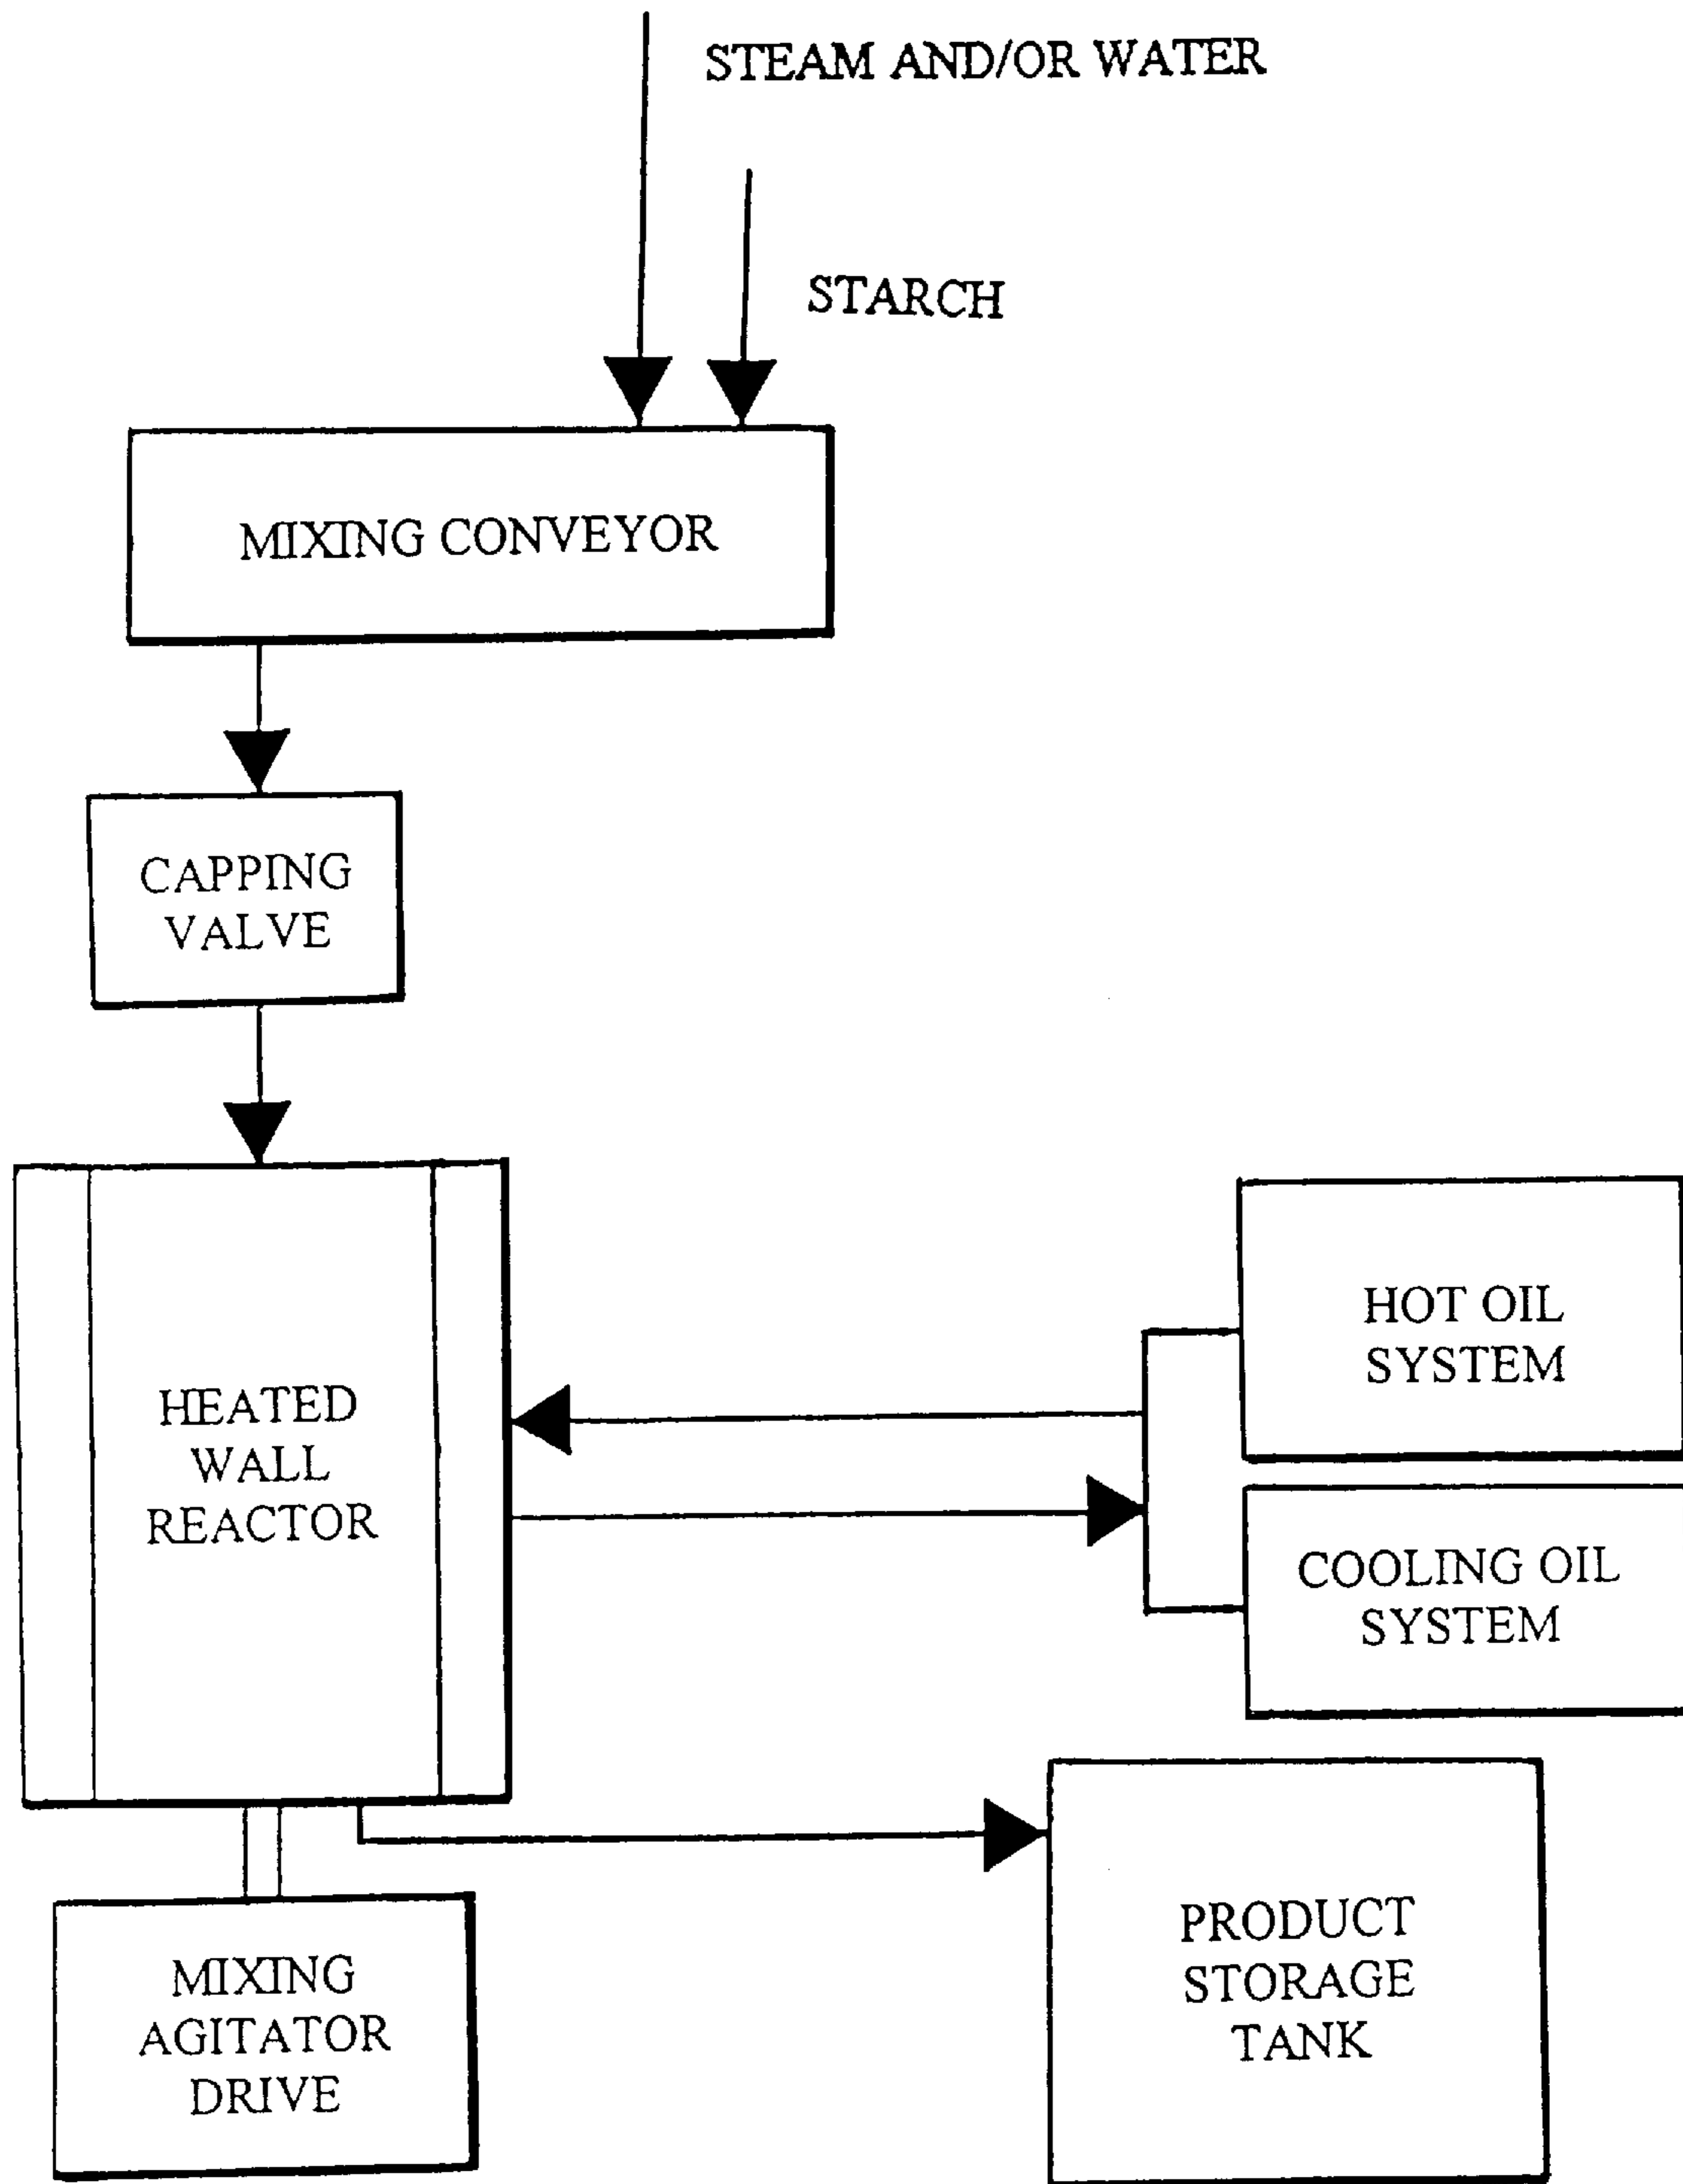 STEAM AND/OR WATER
STARCH
MIXING CONVEYOR
CAPPING
VALVE
HEATED
WALL
REACTOR
HOT OIL
SYSTEM
COOLING OIL
SYSTEM
PRODUCT
STORAGE
TANK
MIXING
AGITATOR
DRIVE